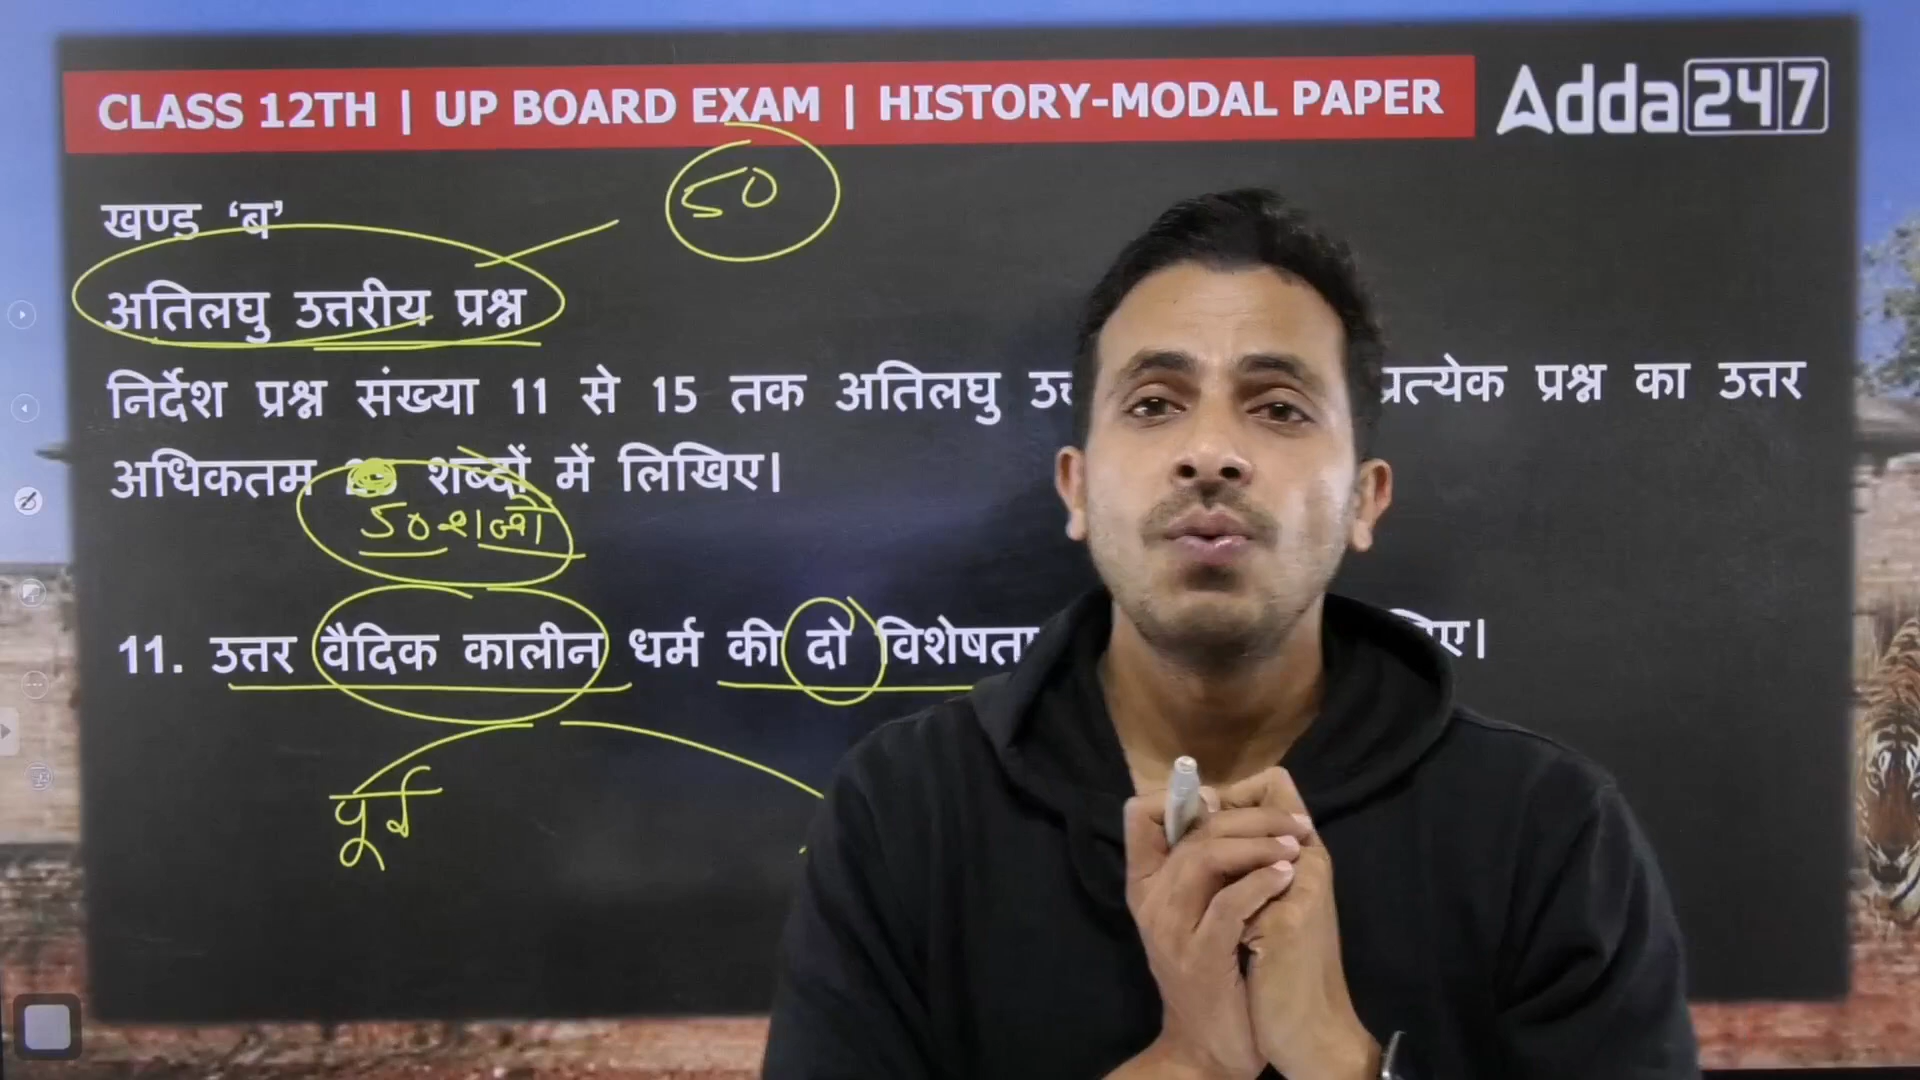 CLASS 12TH | UP BOARD EXAM | HISTORY-MODAL PAPER
Adda247
50
खण्ड ‘ब’
अतिलघु उत्तरीय प्रश्न
निर्देश प्रश्न संख्या 11 से 15 तक अतिलघु प्रत्येक प्रश्न का उत्तर
अधिकतम शब्दों में लिखिए।
50
11. उत्तर वैदिक कालीन धर्म की दो
पूर्व